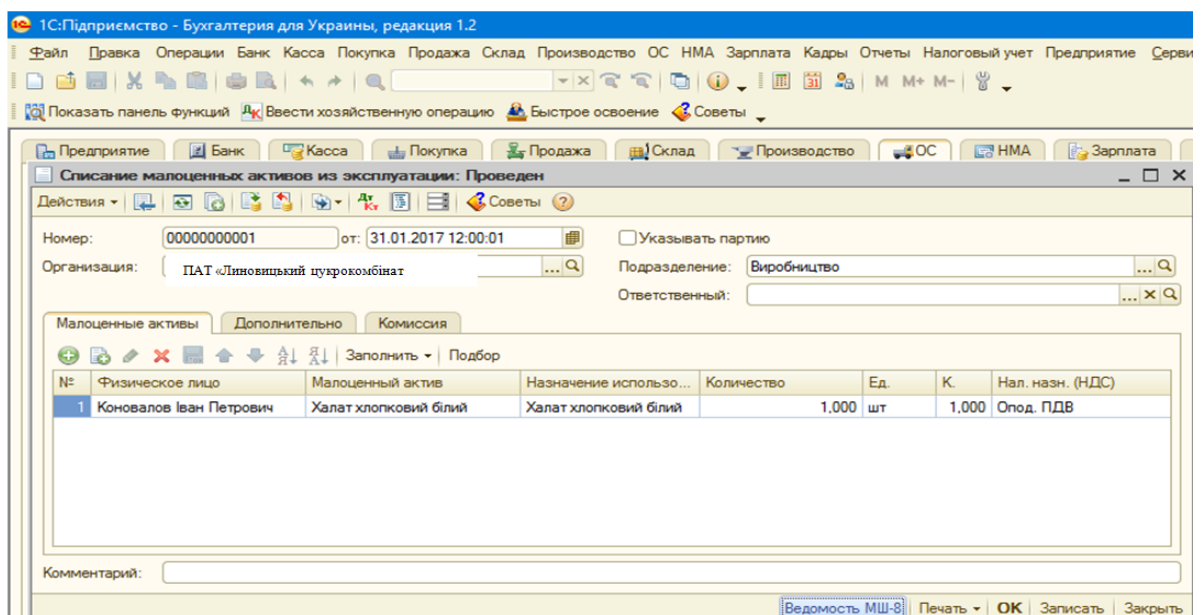 1С:Підприємство - Бухгалтерия для Украины, редакция 1.2
Файл Правка Операции Банк Касса Покупка Продажа Склад Производство ОС НМА Зарплата Кадры Отчеты Налоговый учет Предприятие Серви
M M+ M-
Показать панель функций Ввести хозяйственную операцию Быстрое освоение Советы
Предприятие Банк Касса Покупка Продажа Склад Производство ОС НМА Зарплата
Списание малоценных активов из эксплуатации: Проведен
Действия Советы
Номер: 00000000001 от: 31.01.2017 12:00:01 Указывать партию
Организация: ПАТ «Линовицький цукрокомбінат Подразделение: Виробництво
Ответственный:
Малоценные активы Дополнительно Комиссия
Заполнить Подбор
№ Физическое лицо Малоценный актив Назначение использо... Количество Ед. К. Нал. назн. (НДС)
1 Коновалов Іван Петрович Халат хлопковий білий Халат хлопковий білий 1,000 шт 1,000 Опод. ПДВ
Комментарий:
Ведомость МШ-8 Печать OK Записать Закрыть